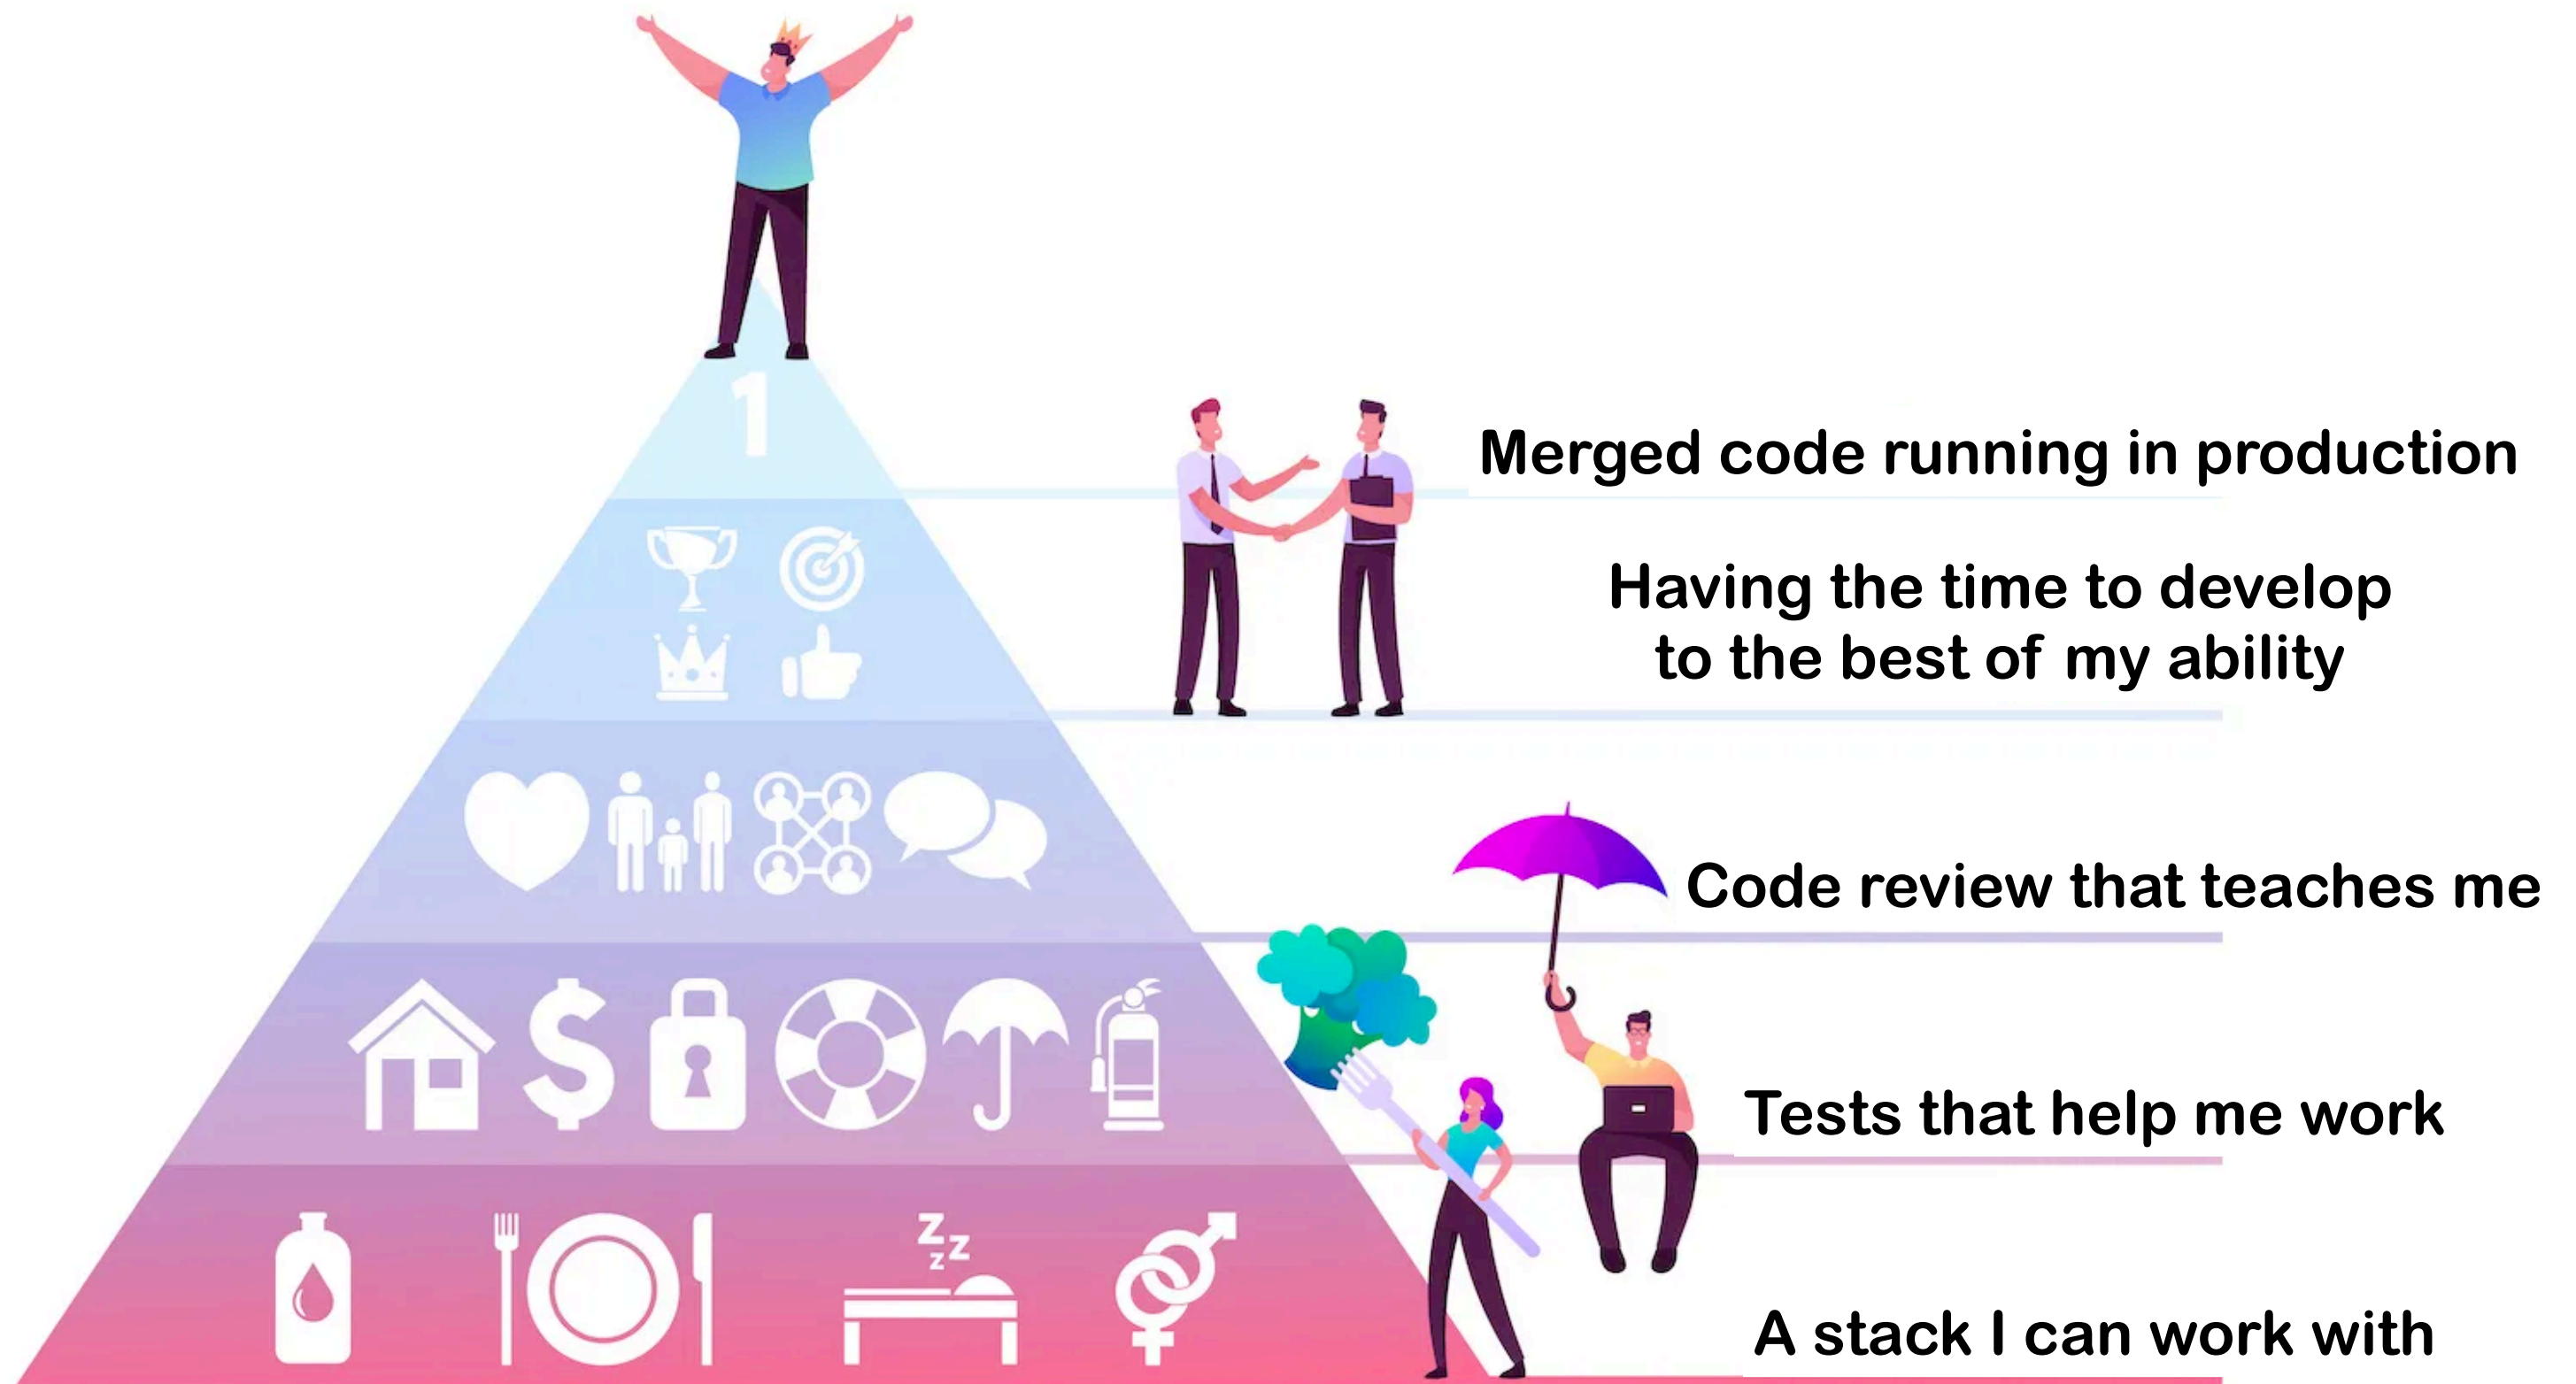 1
Merged code running in production
Having the time to develop
to the best of my ability
Code review that teaches me
$
Tests that help me work
z
z
z
A stack I can work with